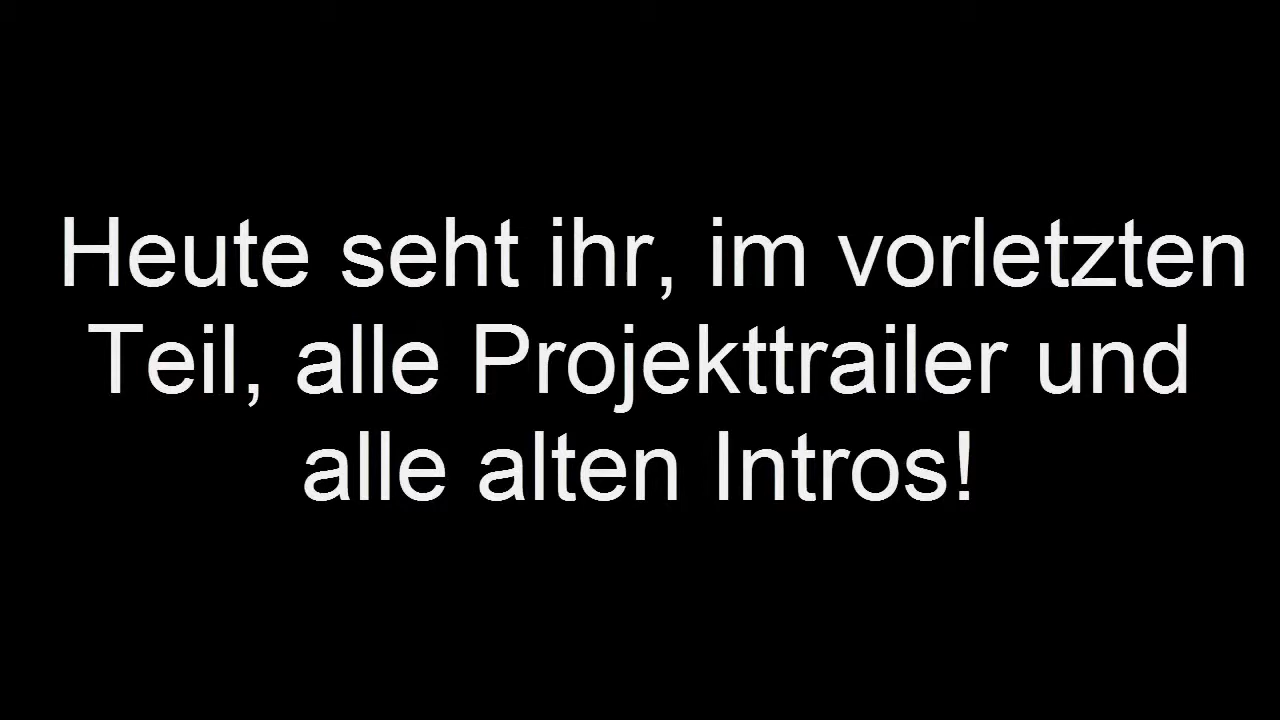 Heute seht ihr, im vorletzten
Teil, alle Projekttrailer und
alle alten Intros!